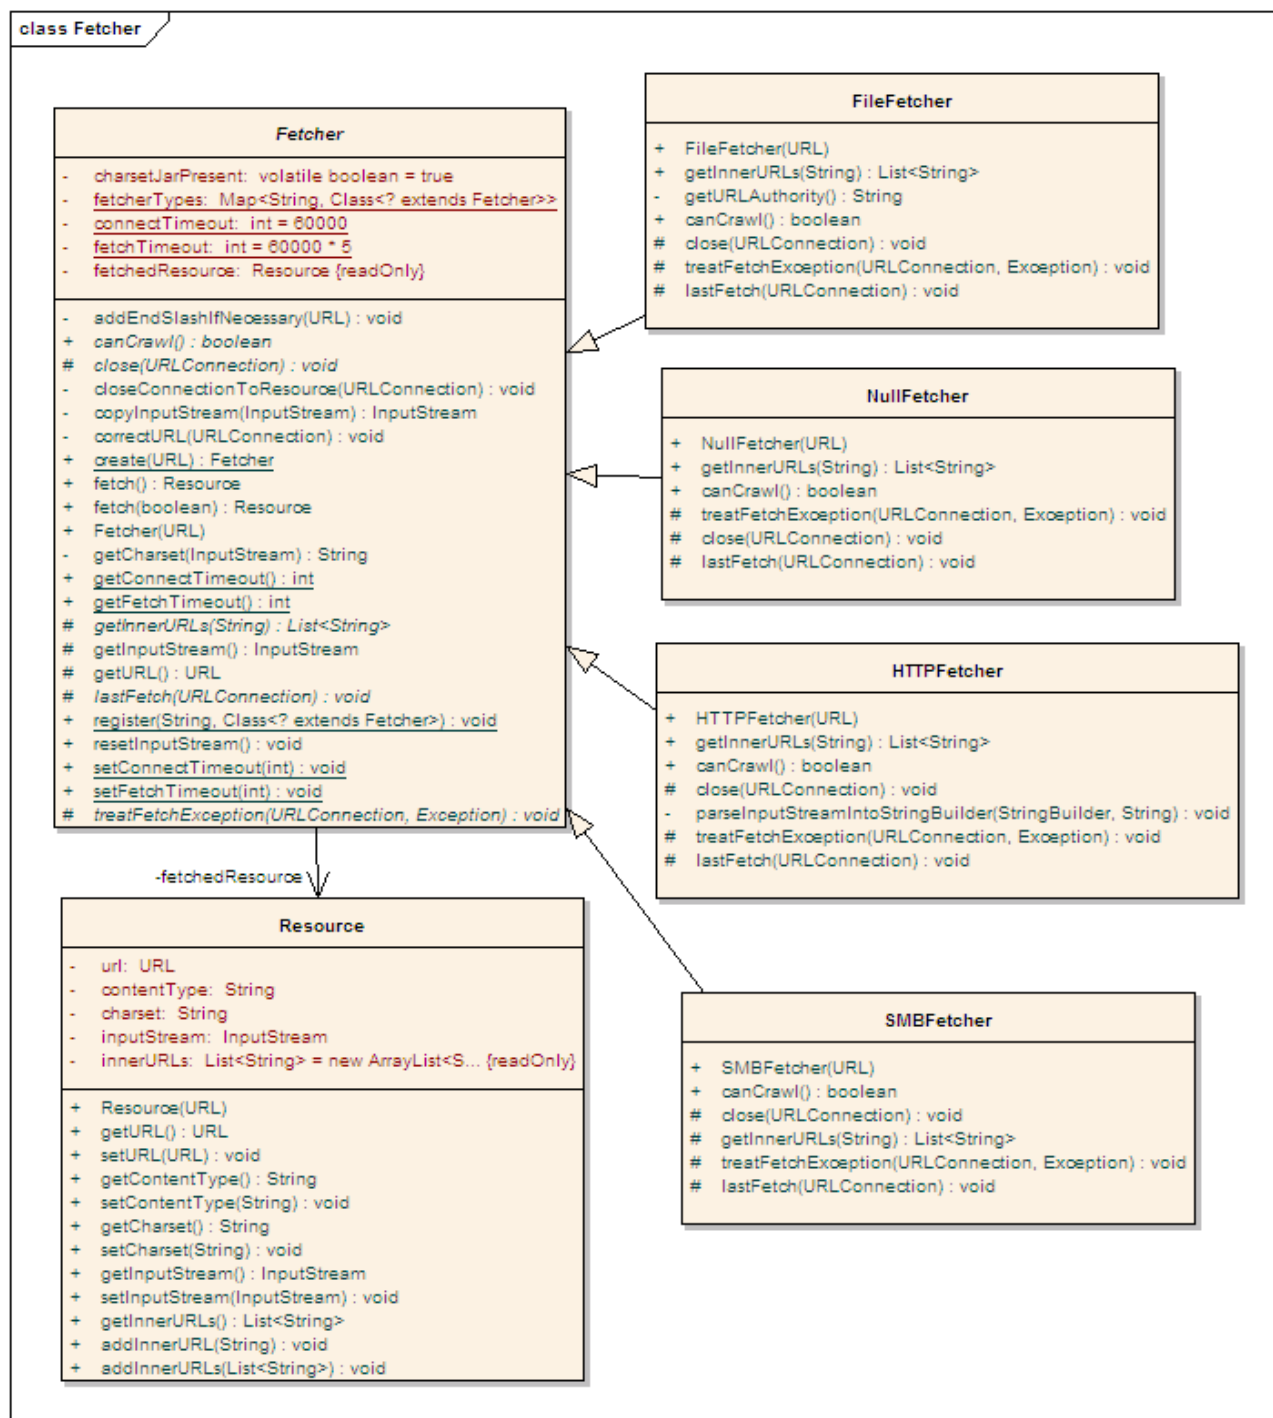 class Fetcher
Fetcher
- charsetJarPresent: volatile boolean = true
- fetcherTypes: Map<String, Class<? extends Fetcher>>
- connectTimeout: int = 60000
- fetchTimeout: int = 60000 * 5
- fetchedResource: Resource {readOnly}
- addEndSlashIfNecessary(URL) : void
+ canCrawl() : boolean
# close(URLConnection) : void
- closeConnectionToResource(URLConnection) : void
- copyInputStream(InputStream) : InputStream
- correctURL(URLConnection) : void
+ create(URL) : Fetcher
+ fetch() : Resource
+ fetch(boolean) : Resource
+ Fetcher(URL)
- getCharset(InputStream) : String
+ getConnectTimeout() : int
+ getFetchTimeout() : int
# getInnerURLs(String) : List<String>
# getInputStream() : InputStream
# getURL() : URL
# lastFetch(URLConnection) : void
+ register(String, Class<? extends Fetcher>) : void
+ resetInputStream() : void
+ setConnectTimeout(int) : void
+ setFetchTimeout(int) : void
# treatFetchException(URLConnection, Exception) : void
FileFetcher
+ FileFetcher(URL)
+ getInnerURLs(String) : List<String>
- getURLAuthority() : String
+ canCrawl() : boolean
# close(URLConnection) : void
# treatFetchException(URLConnection, Exception) : void
# lastFetch(URLConnection) : void
NullFetcher
+ NullFetcher(URL)
+ getInnerURLs(String) : List<String>
+ canCrawl() : boolean
# treatFetchException(URLConnection, Exception) : void
# close(URLConnection) : void
# lastFetch(URLConnection) : void
HTTPFetcher
+ HTTPFetcher(URL)
+ getInnerURLs(String) : List<String>
+ canCrawl() : boolean
# close(URLConnection) : void
- parseInputStreamIntoStringBuilder(StringBuilder, String) : void
# treatFetchException(URLConnection, Exception) : void
# lastFetch(URLConnection) : void
-fetchedResource
Resource
- url: URL
- contentType: String
- charset: String
- inputStream: InputStream
- innerURLs: List<String> = new ArrayList<S... {readOnly}
+ Resource(URL)
+ getURL() : URL
+ setURL(URL) : void
+ getContentType() : String
+ setContentType(String) : void
+ getCharset() : String
+ setCharset(String) : void
+ getInputStream() : InputStream
+ setInputStream(InputStream) : void
+ getInnerURLs() : List<String>
+ addInnerURL(String) : void
+ addInnerURLs(List<String>) : void
SMBFetcher
+ SMBFetcher(URL)
+ canCrawl() : boolean
# close(URLConnection) : void
# getInnerURLs(String) : List<String>
# treatFetchException(URLConnection, Exception) : void
# lastFetch(URLConnection) : void